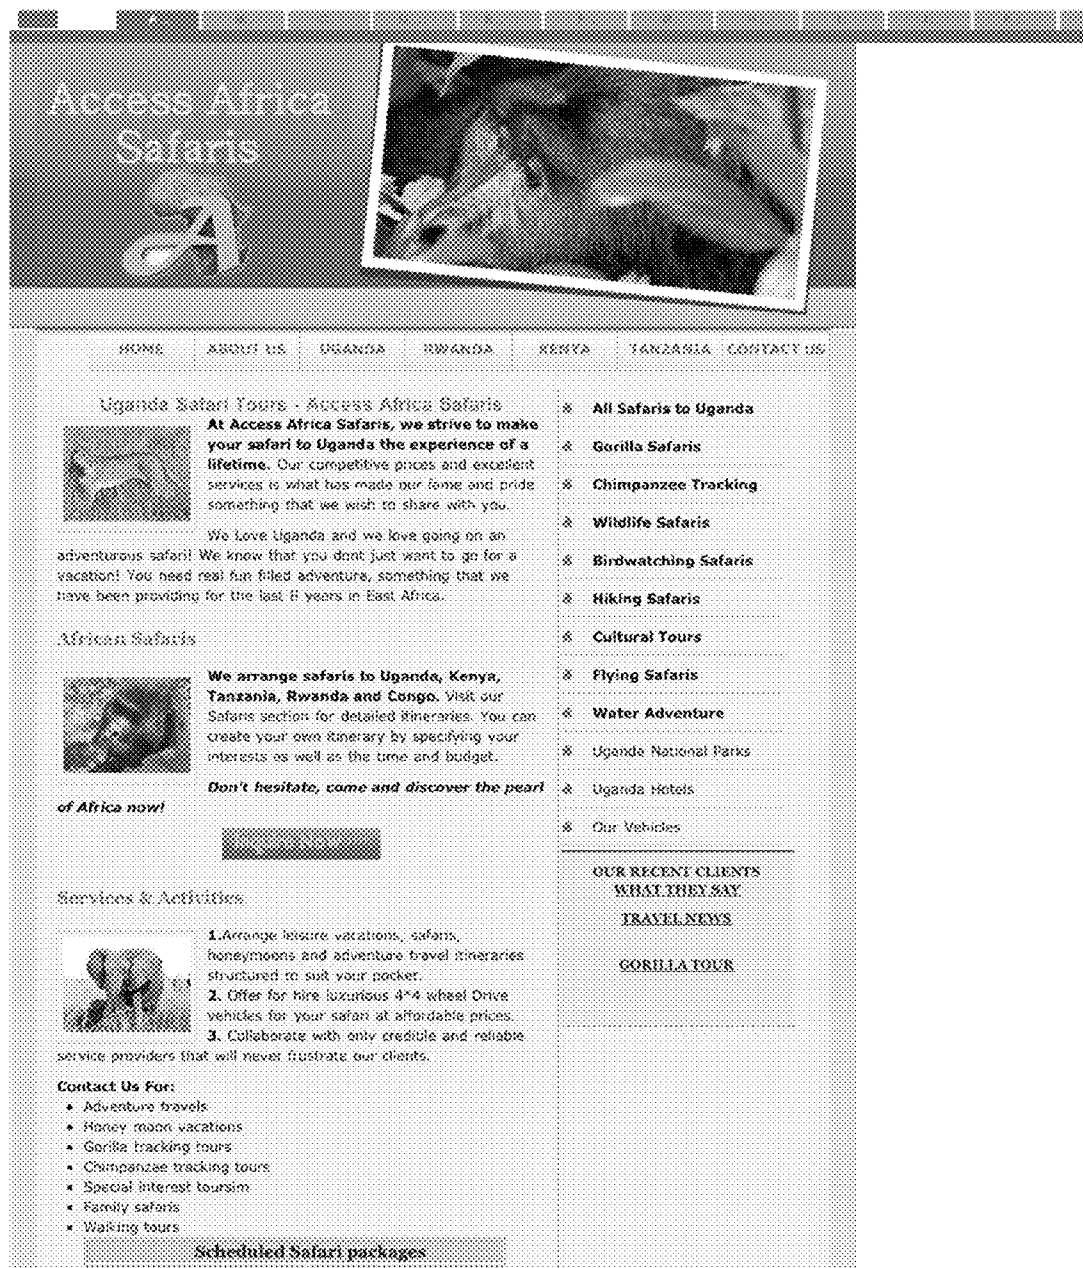 Access Africa
Safaris
HOME ABOUT US UGANDA RWANDA KENYA TANZANIA CONTACT US
Uganda Safari Tours - Access Africa Safaris
At Access Africa Safaris, we strive to make
your safari to Uganda the experience of a
lifetime. Our competitive prices and excellent
services is what has made our fame and pride
something that we wish to share with you.
We Love Uganda and we love going on an
adventurous safari! We know that you dont just want to go for a
vacation! You need real fun filled adventure, something that we
have been providing for the last 8 years in East Africa.
African Safaris
We arrange safaris to Uganda, Kenya,
Tanzania, Rwanda and Congo. Visit our
Safaris section for detailed itineraries. You can
create your own itinerary by specifying your
interests as well as the time and budget.
Don't hesitate, come and discover the pearl
of Africa now!
Services & Activities
1.Arrange leisure vacations, safaris,
honeymoons and adventure travel itineraries
structured to suit your pocket.
2. Offer for hire luxurious 4*4 wheel Drive
vehicles for your safari at affordable prices.
3. Collaborate with only credible and reliable
service providers that will never frustrate our clients.
Contact Us For:
Adventure travels
Honey moon vacations
Gorilla tracking tours
Chimpanzee tracking tours
Special interest toursim
Family safaris
Walking tours
Scheduled Safari packages
All Safaris to Uganda
Gorilla Safaris
Chimpanzee Tracking
Wildlife Safaris
Birdwatching Safaris
Hiking Safaris
Cultural Tours
Flying Safaris
Water Adventure
Uganda National Parks
Uganda Hotels
Our Vehicles
OUR RECENT CLIENTS
WHAT THEY SAY
TRAVEL NEWS
GORILLA TOUR